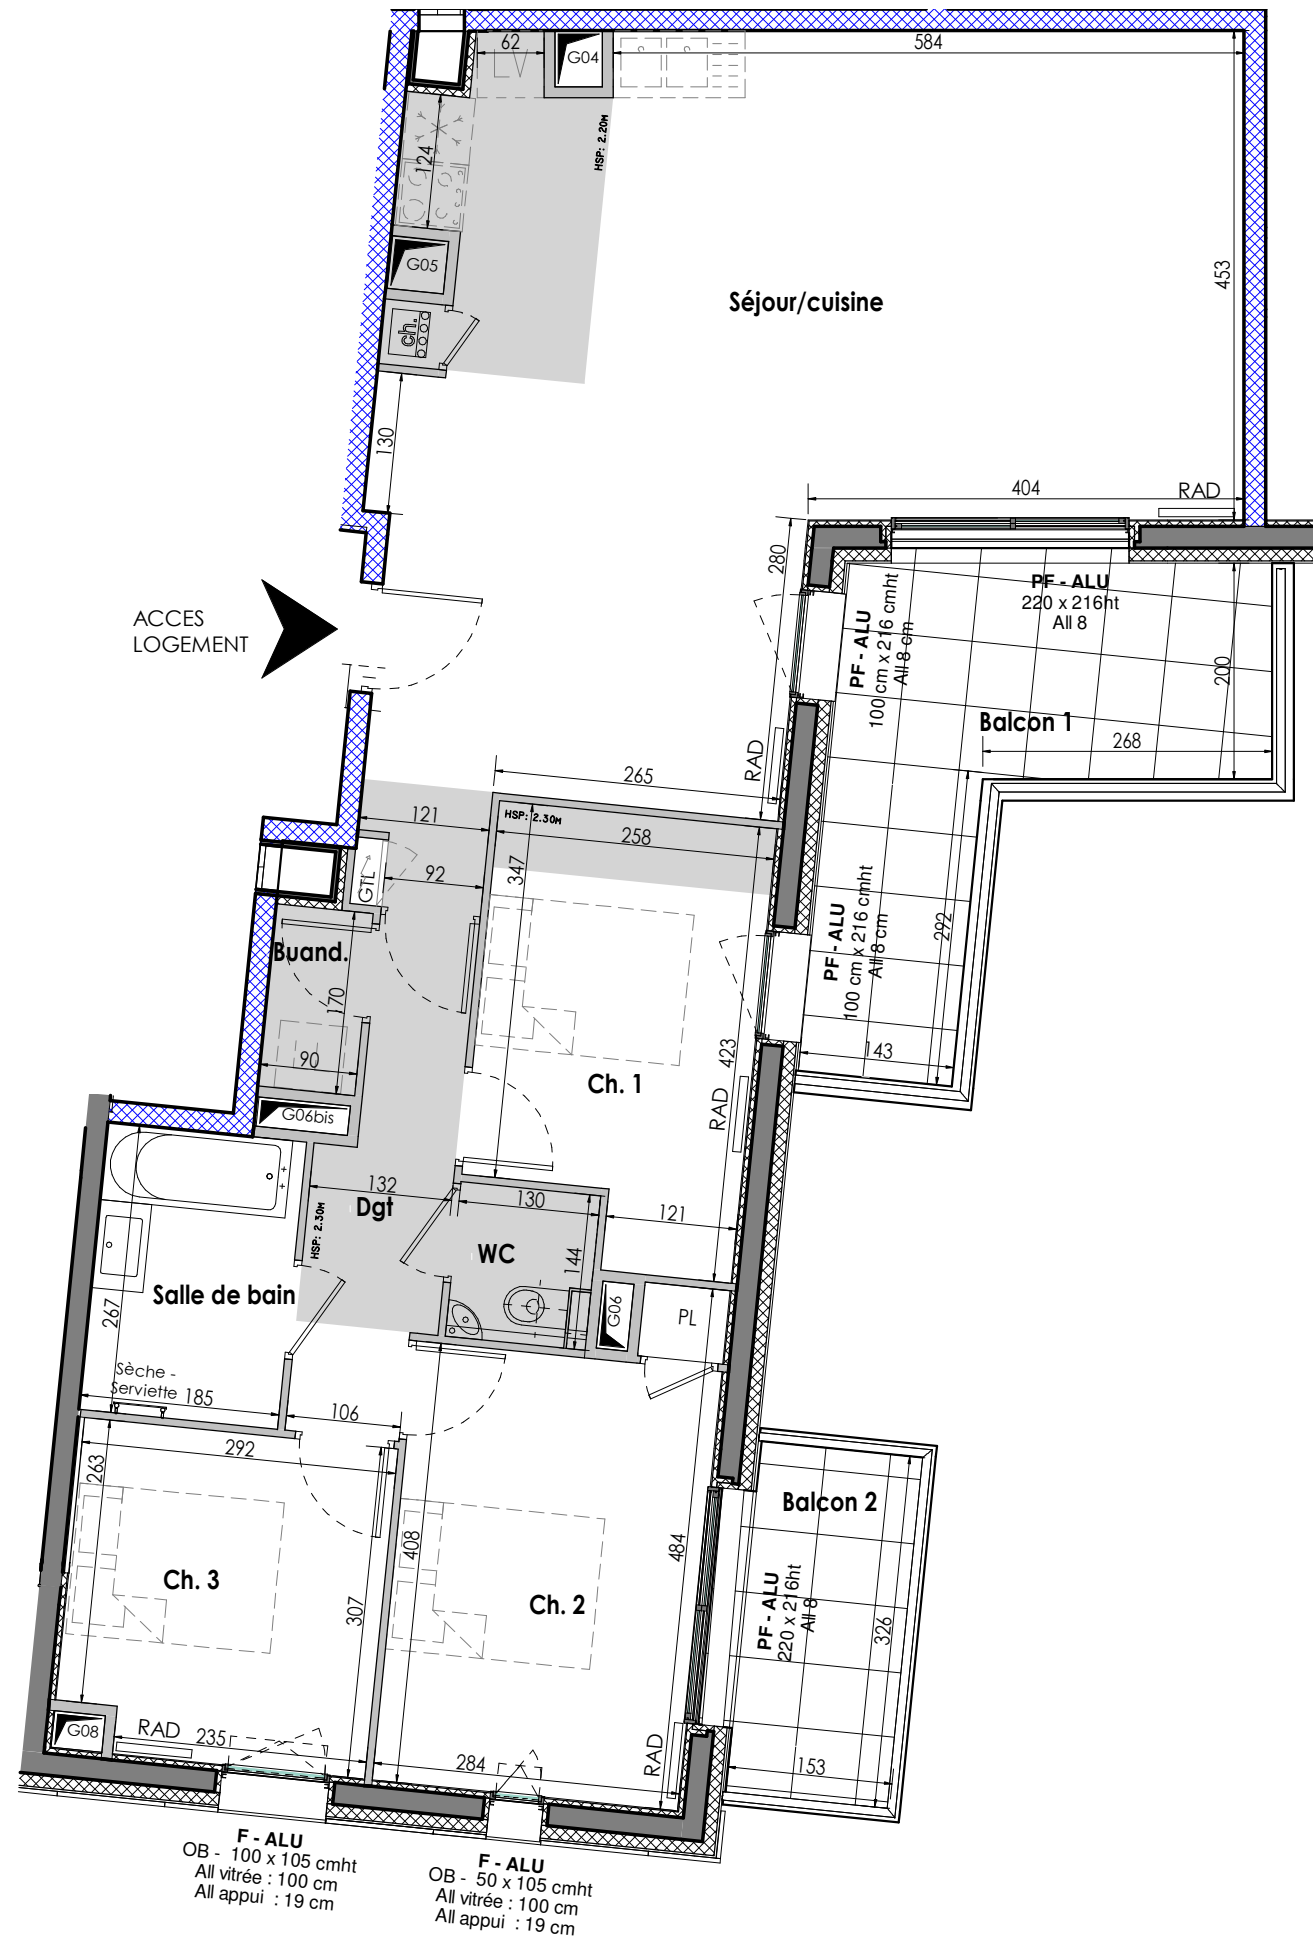 62
G04
584
LV
HSP: 2.20M
124
G05
453
Séjour/cuisine
ch.
130
404
RAD
280
ACCES
LOGEMENT
PF - ALU
220 x 216ht
All 8
PF - ALU
100 cm x 216 cmht
All 8 cm
200
Balcon 1
268
RAD
265
121
HSP: 2.30M
258
347
92
GTL
PF - ALU
100 cm x 216 cmht
All 8 cm
292
Buand.
170
90
423
143
Ch. 1
RAD
G06bis
132
Dgt
130
121
HSP: 2.30M
WC
144
Salle de bain
267
G06
PL
Sèche -
Serviette
185
106
292
263
Balcon 2
408
484
Ch. 3
Ch. 2
307
PF - ALU
220 x 216ht
All 8
326
G08
RAD
235
284
RAD
153
F - ALU
OB - 100 x 105 cmht
All vitrée : 100 cm
All appui : 19 cm
F - ALU
OB - 50 x 105 cmht
All vitrée : 100 cm
All appui : 19 cm